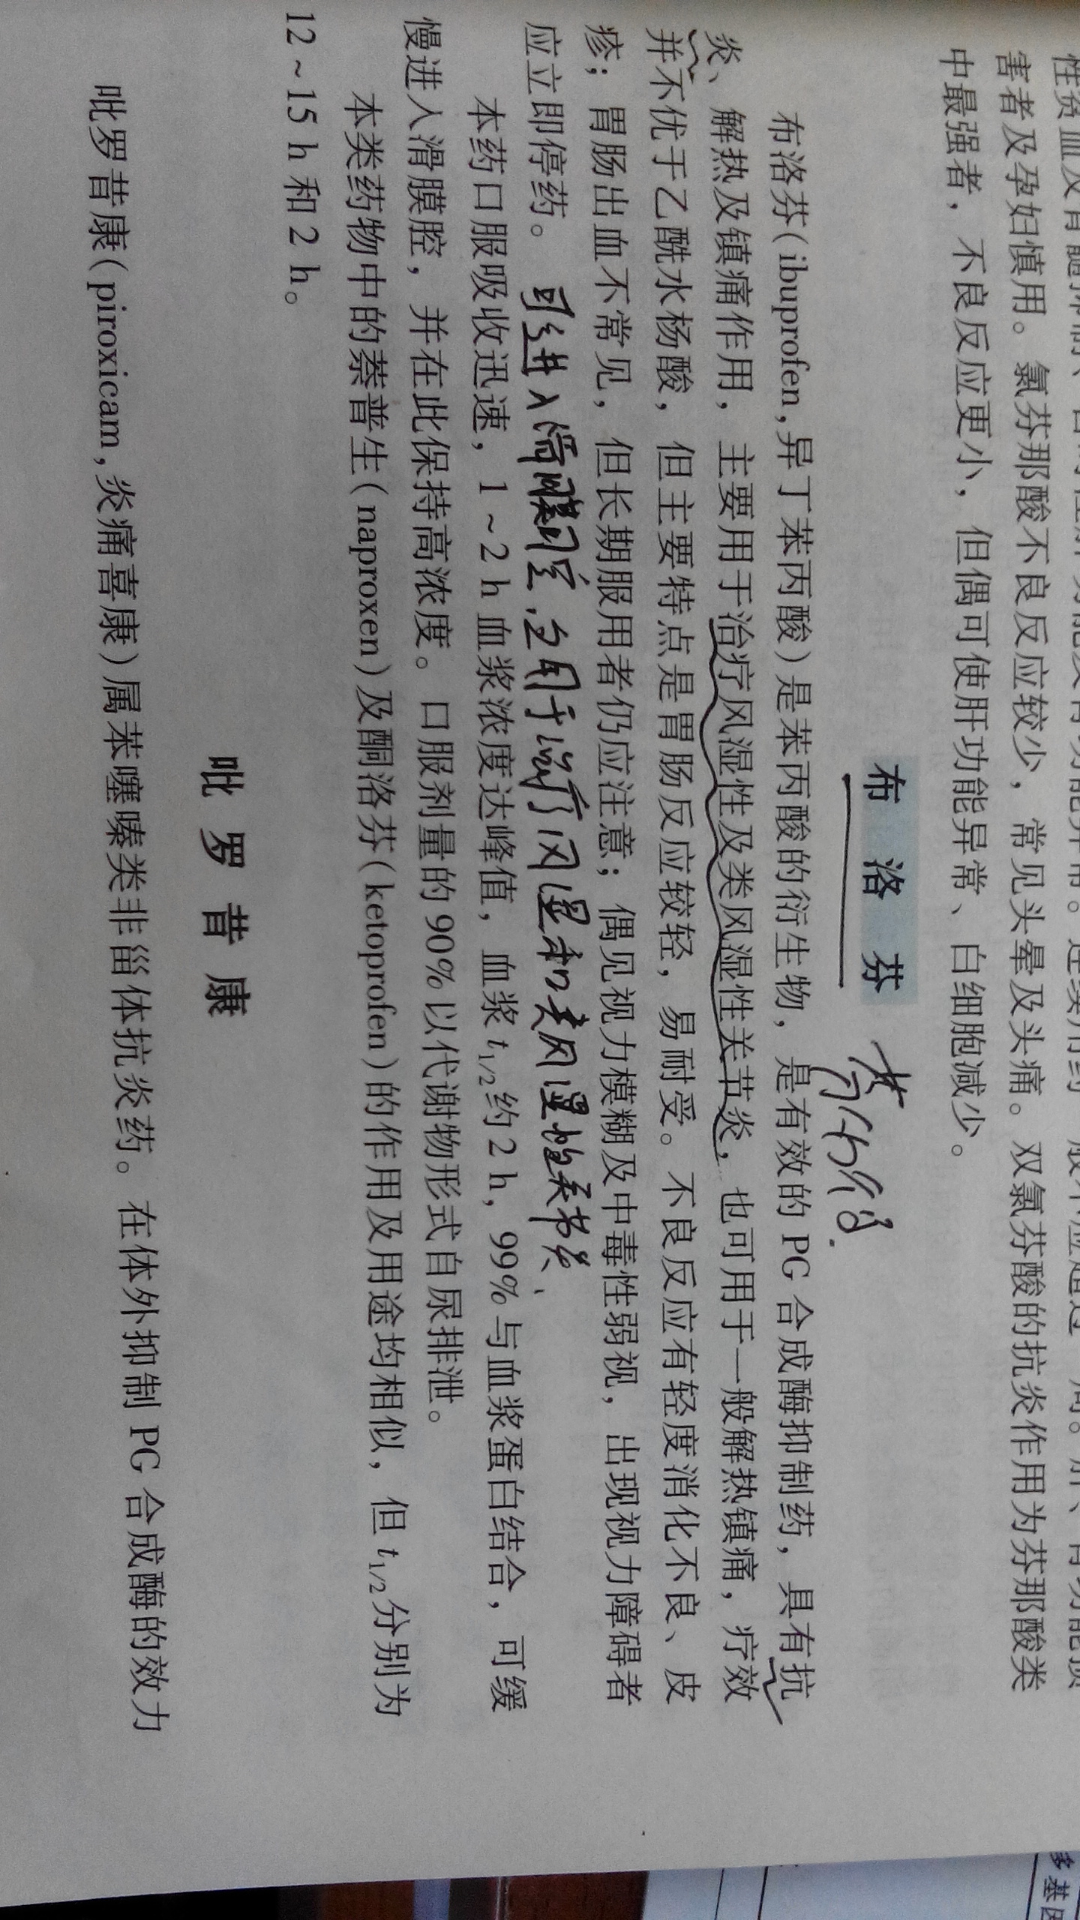 害者及孕妇慎用。氯芬那酸不良反应较少，常见头晕及头痛。双氯芬酸的抗炎作用为芬那酸类
中最强者，不良反应更小，但偶可使肝功能异常、白细胞减少。
布洛芬
布洛芬(ibuprofen,异丁苯丙酸)是苯丙酸的衍生物，是有效的 PG 合成酶抑制药，具有抗
炎、解热及镇痛作用，主要用于治疗风湿性及类风湿性关节炎，也可用于一般解热镇痛，疗效
并不优于乙酰水杨酸，但主要特点是胃肠反应较轻，易耐受。不良反应有轻度消化不良、皮
疹；胃肠出血不常见，但长期服用者仍应注意；偶见视力模糊及中毒性弱视，出现视力障碍者
应立即停药。
进入滑膜腔,用于治疗风湿和类风湿性关节炎、
本药口服吸收迅速，1~2 h 血浆浓度达峰值，血浆 t1/2约 2 h，99%与血浆蛋白结合，可缓
慢进入滑膜腔，并在此保持高浓度。口服剂量的 90%以代谢物形式自尿排泄。
本类药物中的萘普生(naproxen)及酮洛芬(ketoprofen)的作用及用途均相似，但 t1/2分别为
12~15 h 和 2 h。
吡罗昔康
吡罗昔康(piroxicam,炎痛喜康)属苯噻嗪类非甾体抗炎药。在体外抑制 PG 合成酶的效力
多基因